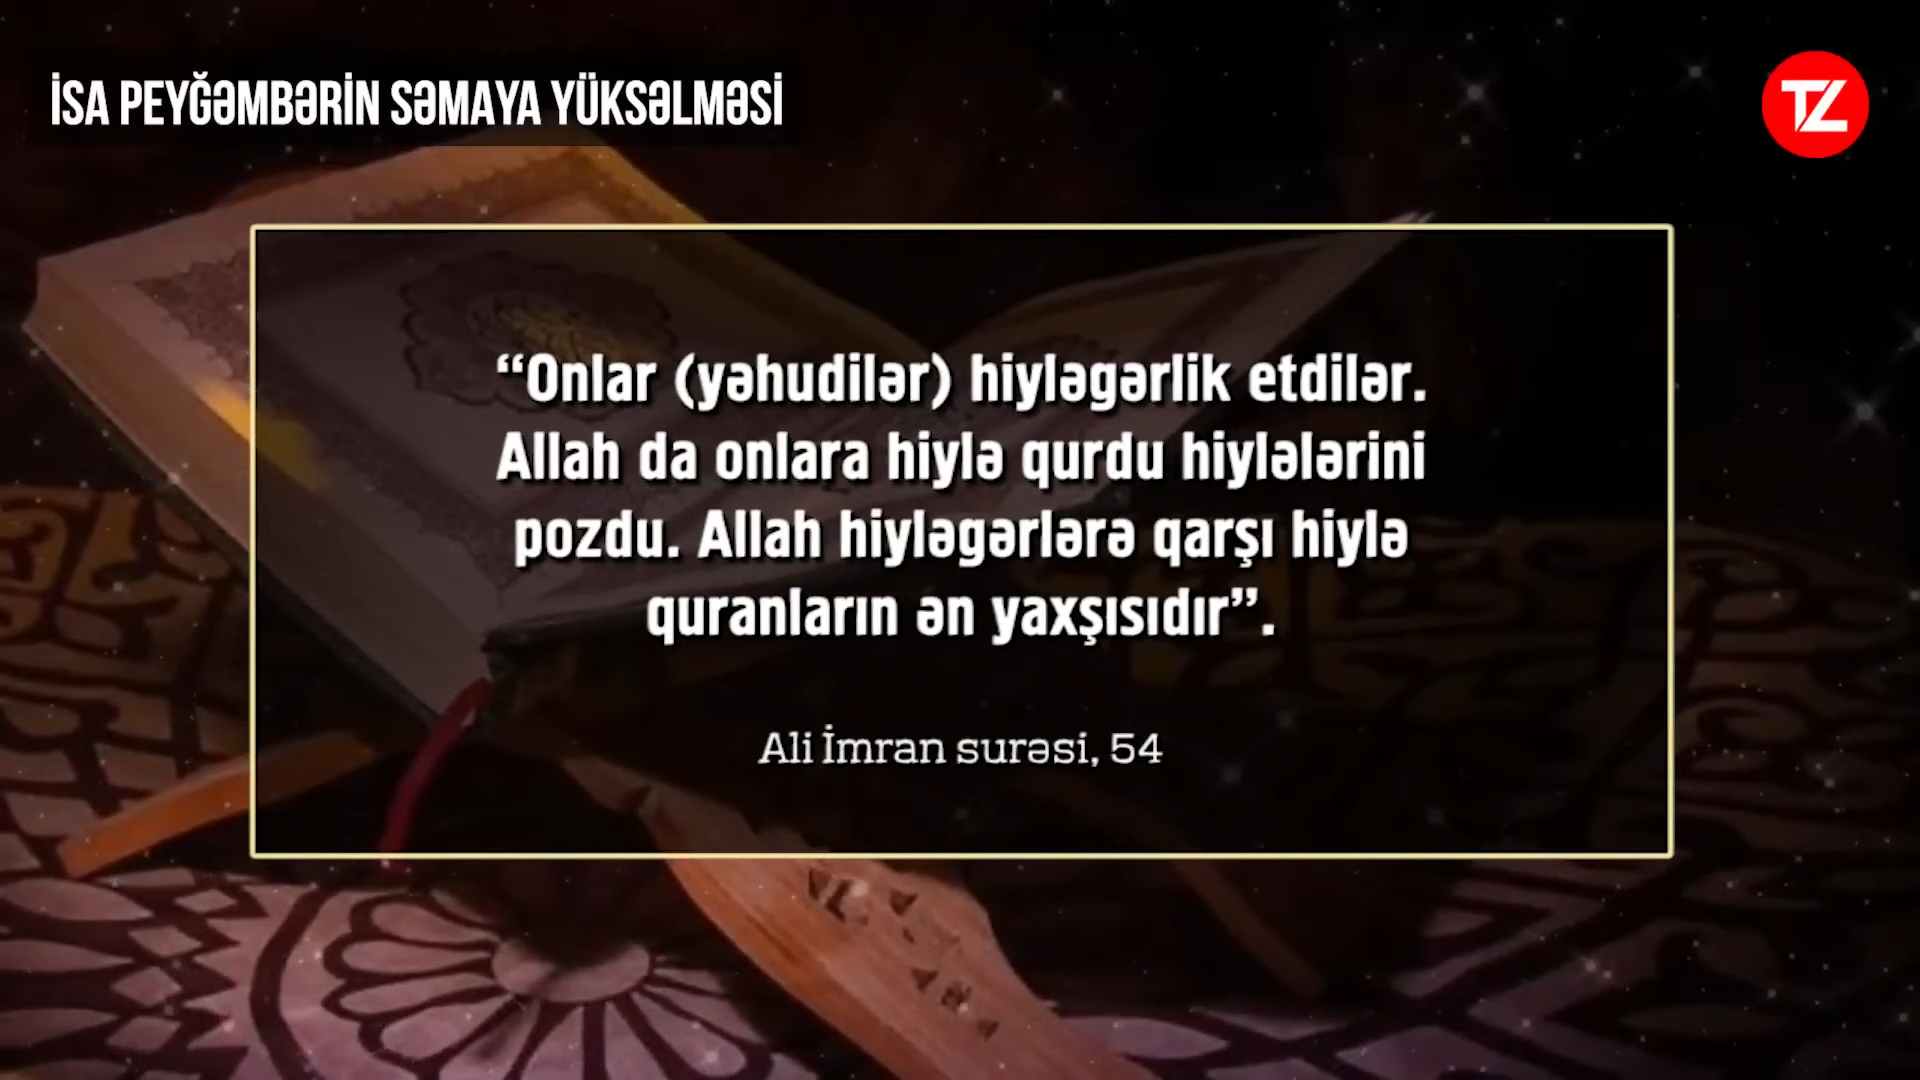 İSA PEYĞƏMBƏRİN SƏMAYA YÜKSƏLMƏSİ
TZ
“Onlar (yəhudilər) hiyləgərlik etdilər.
Allah da onlara hiylə qurdu hiylələrini
pozdu. Allah hiyləgərlərə qarşı hiylə
quranların ən yaxşısıdır”.
Ali İmran surəsi, 54